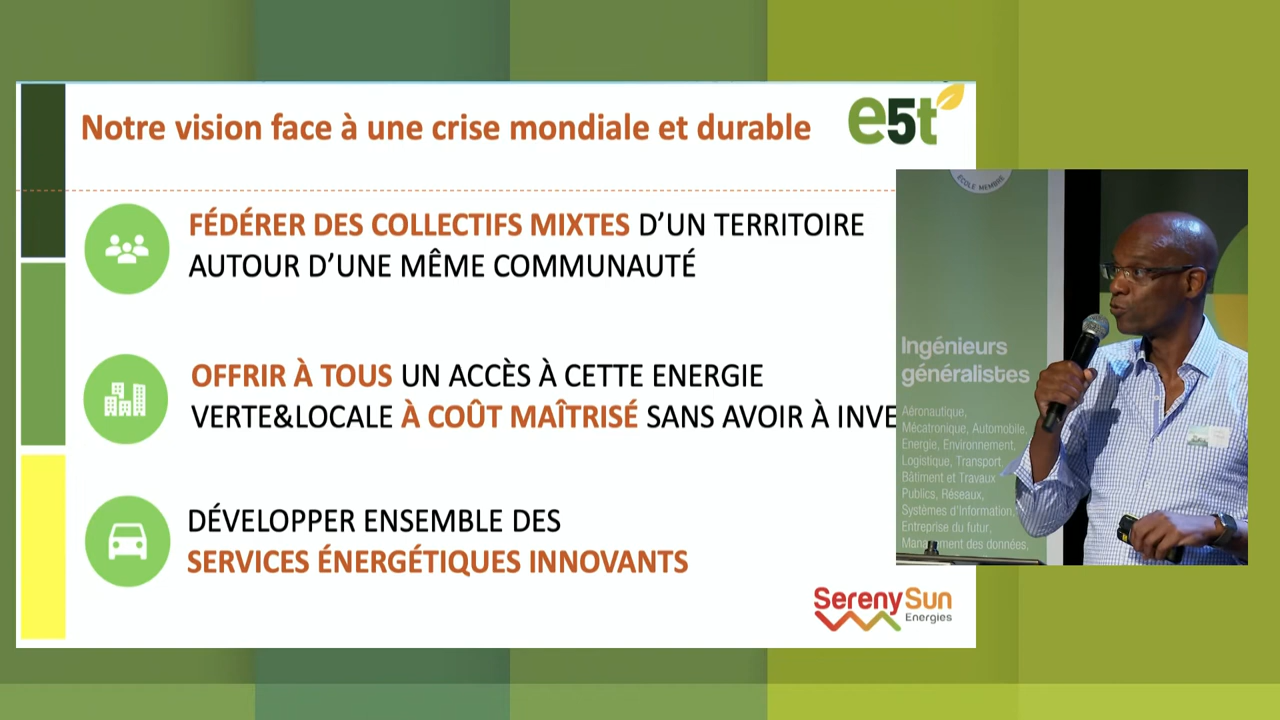 Notre vision face à une crise mondiale et durable
e5t
FÉDÉRER DES COLLECTIFS MIXTES D’UN TERRITOIRE
AUTOUR D’UNE MÊME COMMUNAUTÉ
OFFRIR À TOUS UN ACCÈS À CETTE ENERGIE
VERTE&LOCALE À COÛT MAÎTRISÉ SANS AVOIR À INVE
DÉVELOPPER ENSEMBLE DES
SERVICES ÉNERGÉTIQUES INNOVANTS
SerenySun
Energies
ECOLE MEMBRE
Ingénieurs
généralistes
Aéronautique,
Mécatronique, Automobile,
Energie, Environnement,
Logistique, Transport
Bâtiment et Travaux
Publics, Réseaux,
Systèmes d'Information,
Entreprise du futur,
Management des données,